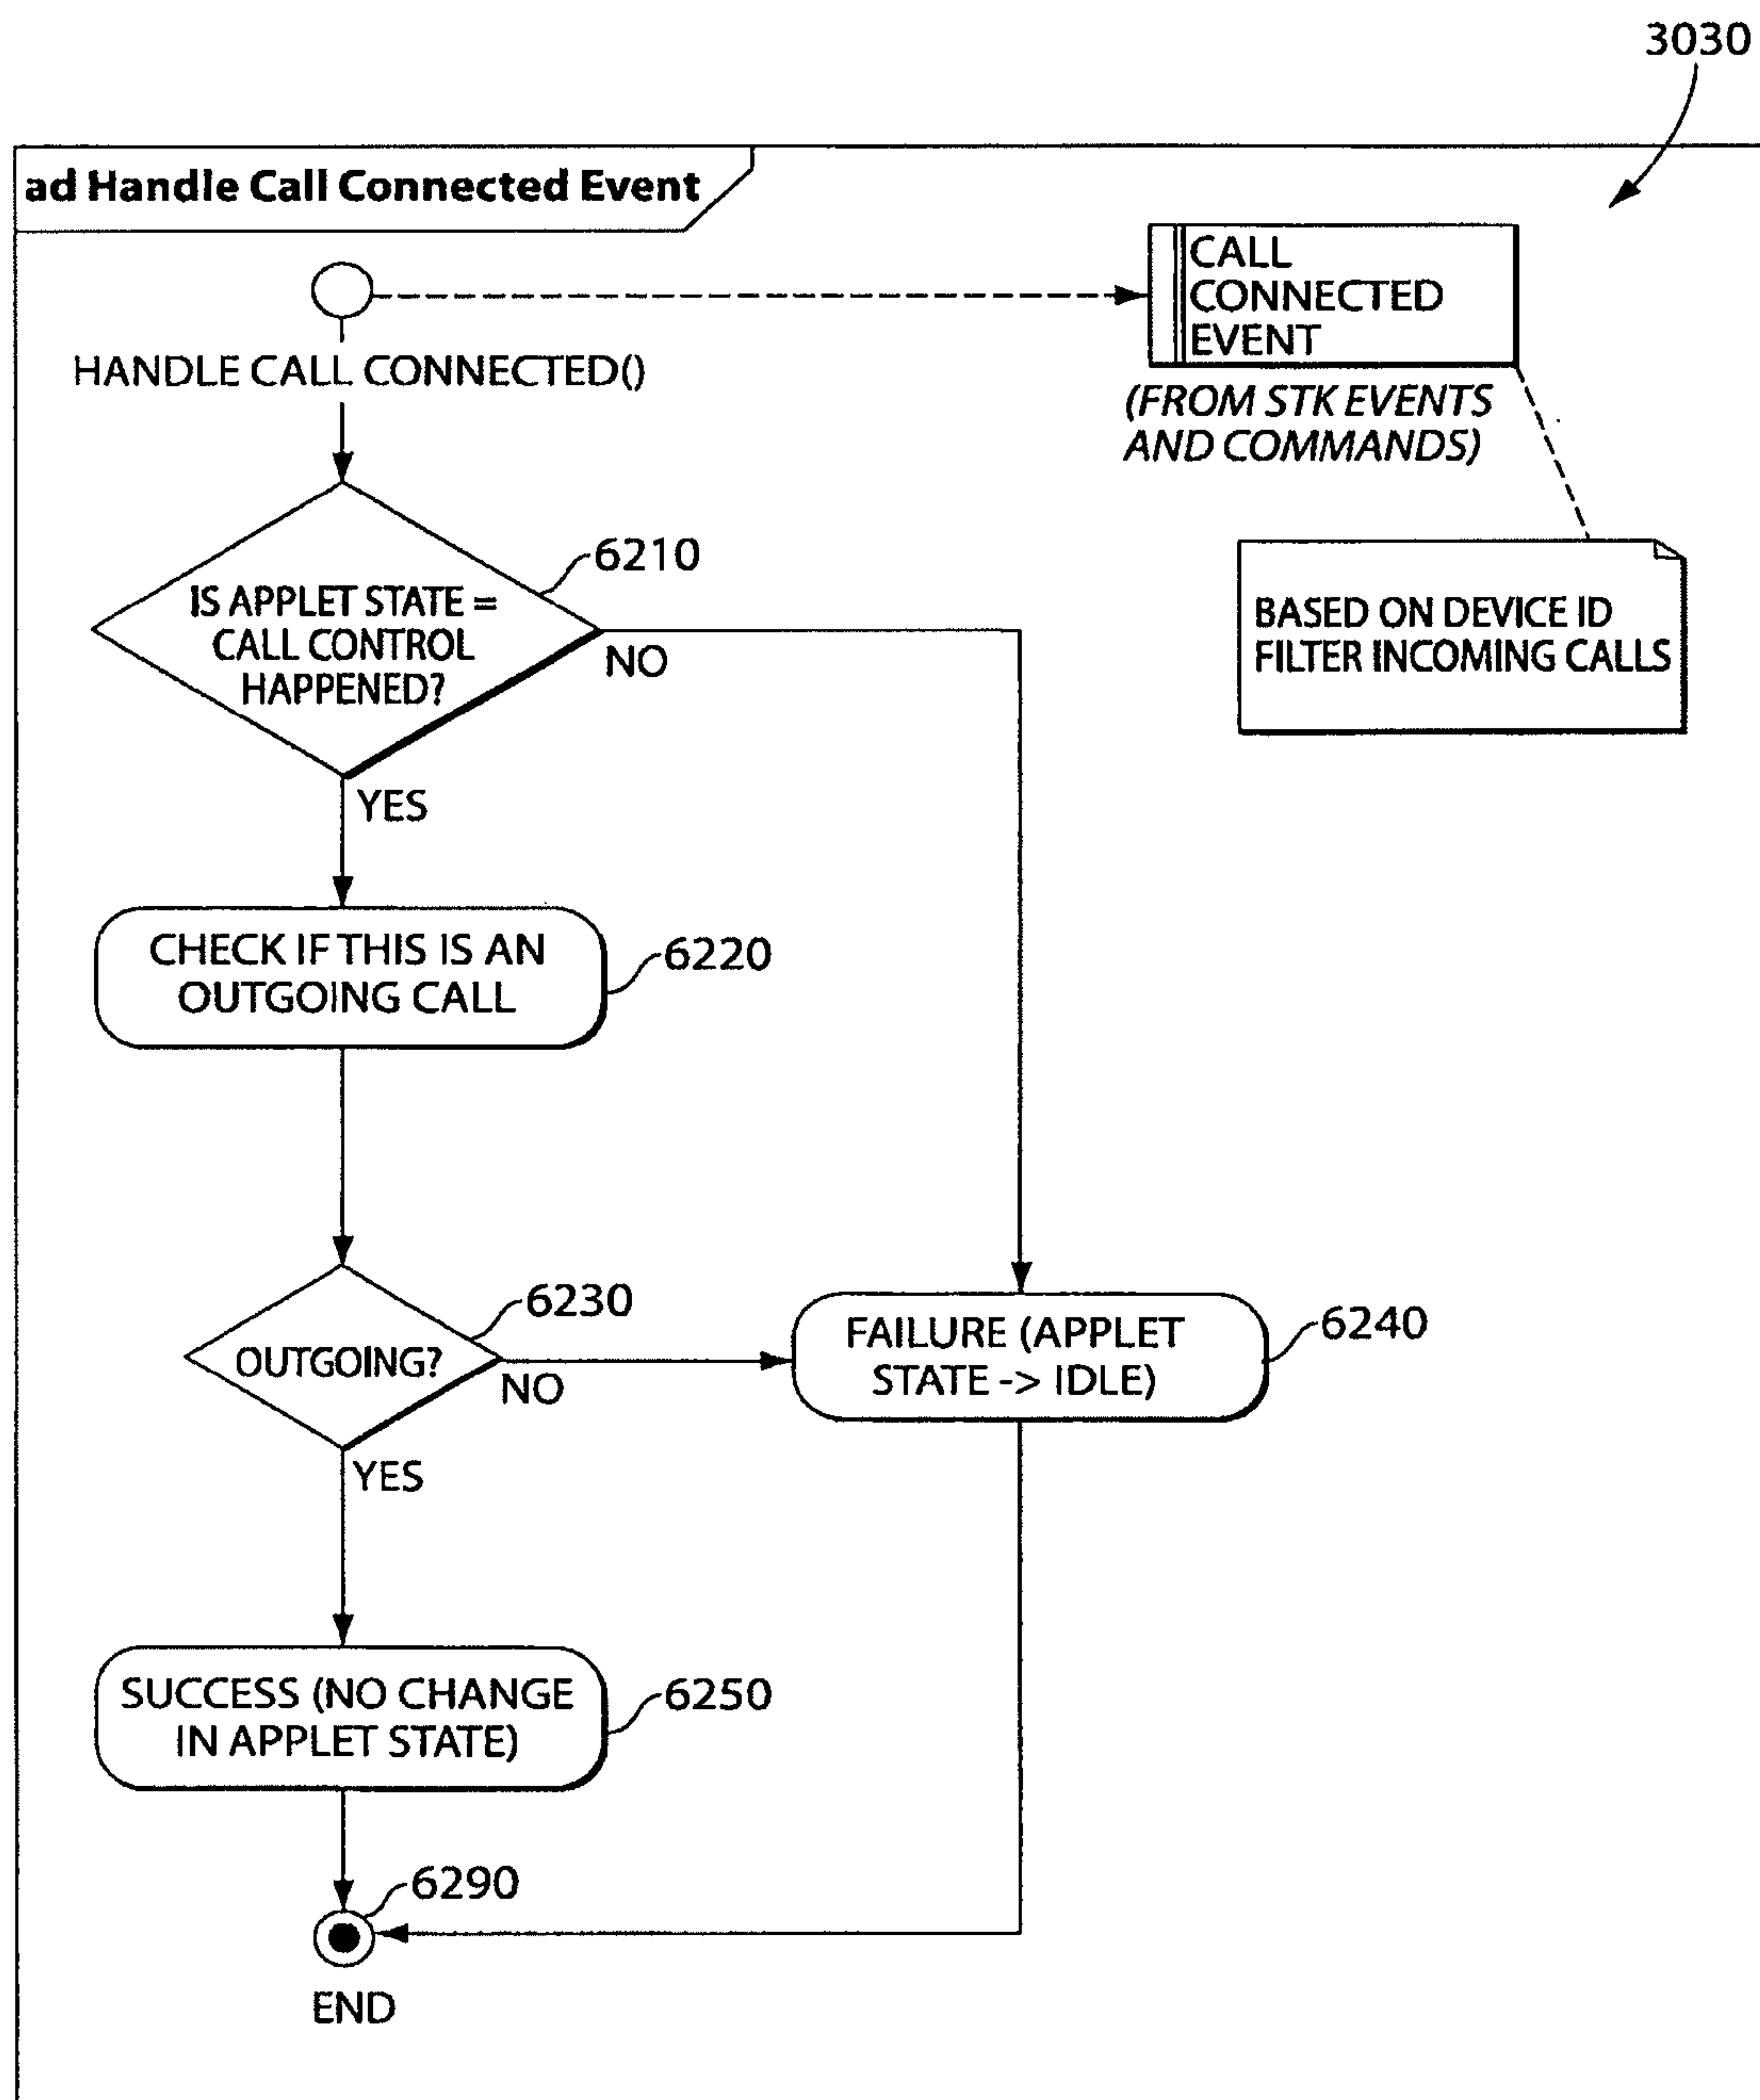 3030
ad Handle Call Connected Event
CALL
CONNECTED
EVENT
(FROM STK EVENTS
AND COMMANDS)
HANDLE CALL CONNECTED()
6210
IS APPLET STATE =
CALL CONTROL
HAPPENED?
NO
YES
BASED ON DEVICE ID
FILTER INCOMING CALLS
CHECK IF THIS IS AN
OUTGOING CALL
6220
6230
OUTGOING?
NO
YES
FAILURE (APPLET
STATE -> IDLE)
6240
SUCCESS (NO CHANGE
IN APPLET STATE)
6250
6290
END